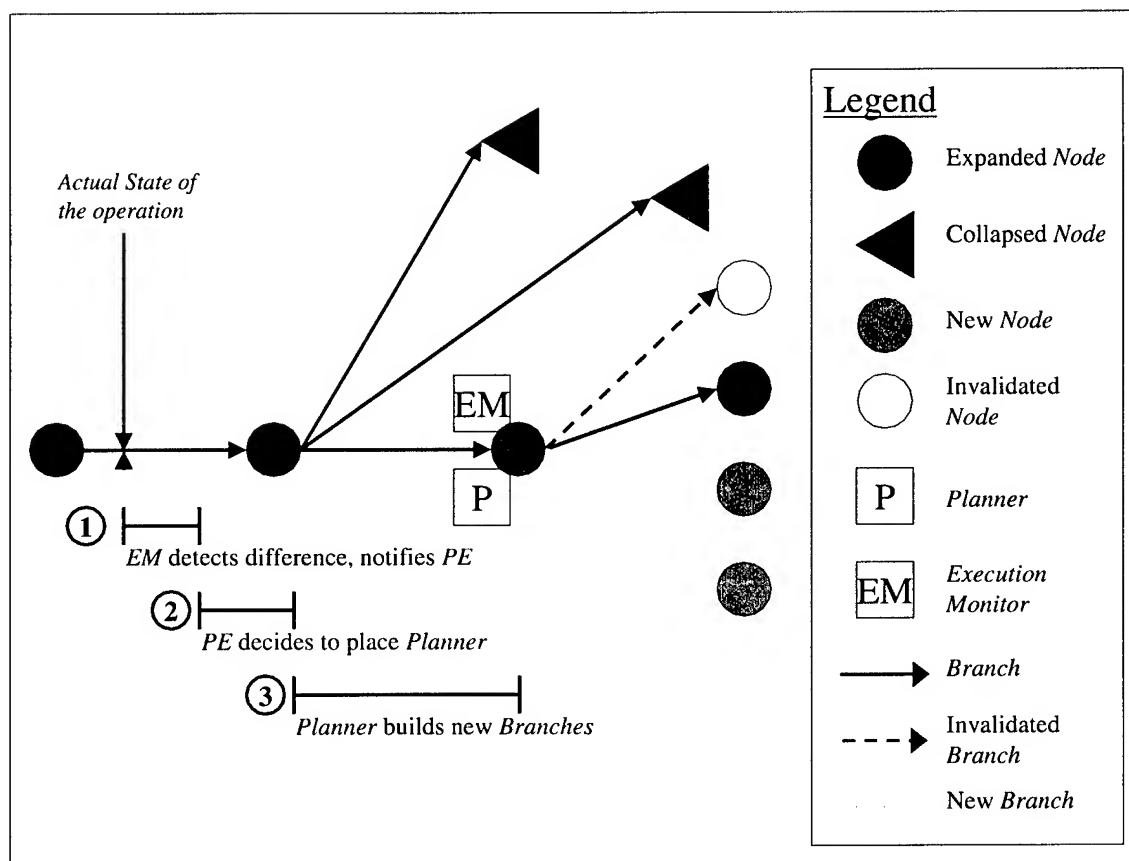 Actual State of
the operation
EM
P
1
EM detects difference, notifies PE
2
PE decides to place Planner
3
Planner builds new Branches
Legend
Expanded Node
Collapsed Node
New Node
Invalidated
Node
P
Planner
EM
Execution
Monitor
Branch
Invalidated
Branch
New Branch